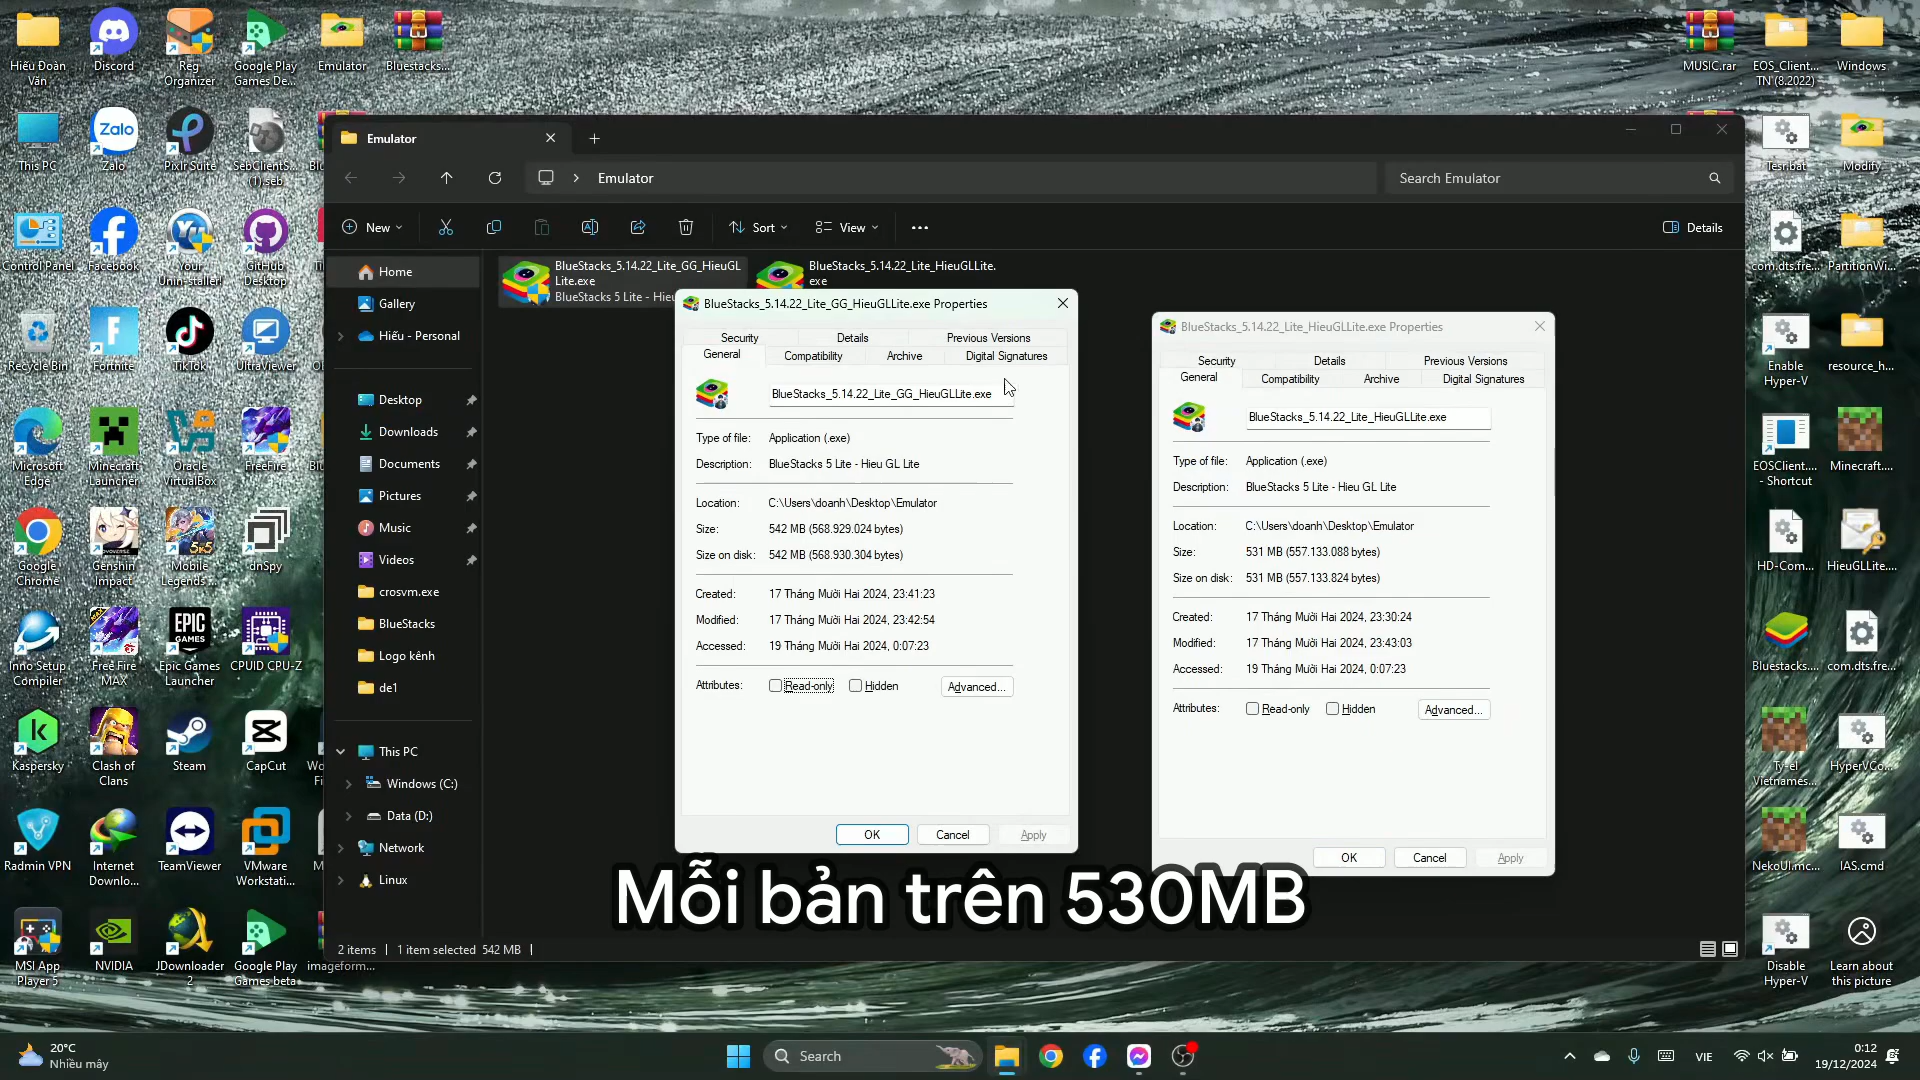 Hiếu Đoàn
Văn
Discord
Reg
Organizer
Google Play
Games De...
Emulator
Bluestacks...
MUSIC.rar
EOS_Client...
TN (8.2022)
Windows
This PC
Zalo
Zalo
Pixlr Suite
SebClientS...
(1).seb
Tesri.bat
Modify
Control Panel
Facebook
Your
Unin-staller!
GitHub
Desktop
com.dts.fre...
PartitionWi...
Recycle Bin
Fortnite
TikTok
UltraViewer
Enable
Hyper-V
resource_h...
Microsoft
Edge
Minecraft
Launcher
Oracle
VirtualBox
FreeFire
EOSClient....
- Shortcut
Minecraft....
Google
Chrome
Genshin
Impact
Mobile
Legends...
dnSpy
HD-Com...
HieuGLLite....
Inno Setup
Compiler
Free Fire
MAX
EPIC
GAMES
Epic Games
Launcher
CPUID CPU-Z
Bluestacks....
com.dts.fre...
Kaspersky
Clash of
Clans
Steam
CapCut
Ty-el
Vietnames...
HyperVCo...
Radmin VPN
Internet
Downlo...
TeamViewer
VMware
Workstati...
NekoUI.mc...
IAS.cmd
MSI App
Player 5
NVIDIA
JDownloader
2
Google Play
Games beta
imageform...
Disable
Hyper-V
Learn about
this picture
Emulator
Emulator
Search Emulator
New
Sort
View
Details
Home
Gallery
Hiếu - Personal
Desktop
Downloads
Documents
Pictures
Music
Videos
crosvm.exe
BlueStacks
Logo kênh
de1
This PC
Windows (C:)
Data (D:)
Network
Linux
BlueStacks_5.14.22_Lite_GG_HieuGL
Lite.exe
BlueStacks 5 Lite - Hieu
BlueStacks_5.14.22_Lite_HieuGLLite.
exe
BlueStacks_5.14.22_Lite_GG_HieuGLLite.exe Properties
Security
Details
Previous Versions
General
Compatibility
Archive
Digital Signatures
BlueStacks_5.14.22_Lite_GG_HieuGLLite.exe
Type of file: Application (.exe)
Description: BlueStacks 5 Lite - Hieu GL Lite
Location: C:\Users\doanh\Desktop\Emulator
Size: 542 MB (568.929.024 bytes)
Size on disk: 542 MB (568.930.304 bytes)
Created: 17 Tháng Mười Hai 2024, 23:41:23
Modified: 17 Tháng Mười Hai 2024, 23:42:54
Accessed: 19 Tháng Mười Hai 2024, 0:07:23
Attributes: Read-only Hidden Advanced...
OK Cancel Apply
BlueStacks_5.14.22_Lite_HieuGLLite.exe Properties
Security
Details
Previous Versions
General
Compatibility
Archive
Digital Signatures
BlueStacks_5.14.22_Lite_HieuGLLite.exe
Type of file: Application (.exe)
Description: BlueStacks 5 Lite - Hieu GL Lite
Location: C:\Users\doanh\Desktop\Emulator
Size: 531 MB (557.133.088 bytes)
Size on disk: 531 MB (557.133.824 bytes)
Created: 17 Tháng Mười Hai 2024, 23:30:24
Modified: 17 Tháng Mười Hai 2024, 23:43:03
Accessed: 19 Tháng Mười Hai 2024, 0:07:23
Attributes: Read-only Hidden Advanced...
OK Cancel Apply
Mỗi bản trên 530MB
2 items 1 item selected 542 MB
20°C
Nhiều mây
Search
VIE
0:12
19/12/2024